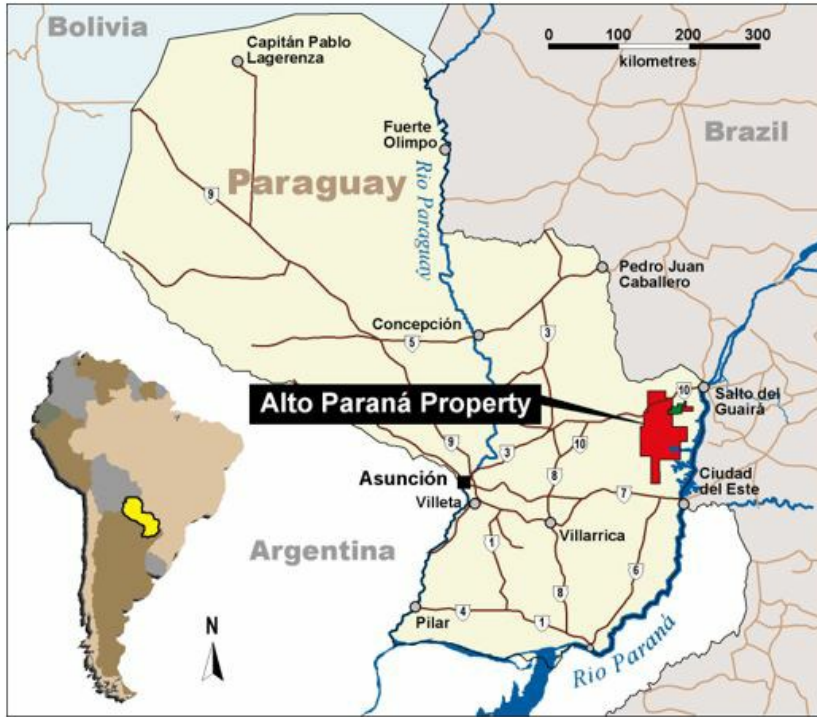 Bolivia
Capitán Pablo
Lagerenza
0 100 200 300
kilometres
Fuerte
Olimpo
Brazil
Paraguay
9
Rio Paraguay
Pedro Juan
Caballero
Concepción
5
3
10
Salto del
Guairá
Alto Paraná Property
9
3
10
8
Asunción
Ciudad
del Este
7
Villeta
Villarrica
Argentina
1
6
8
Pilar
4
1
N
Rio Paraná